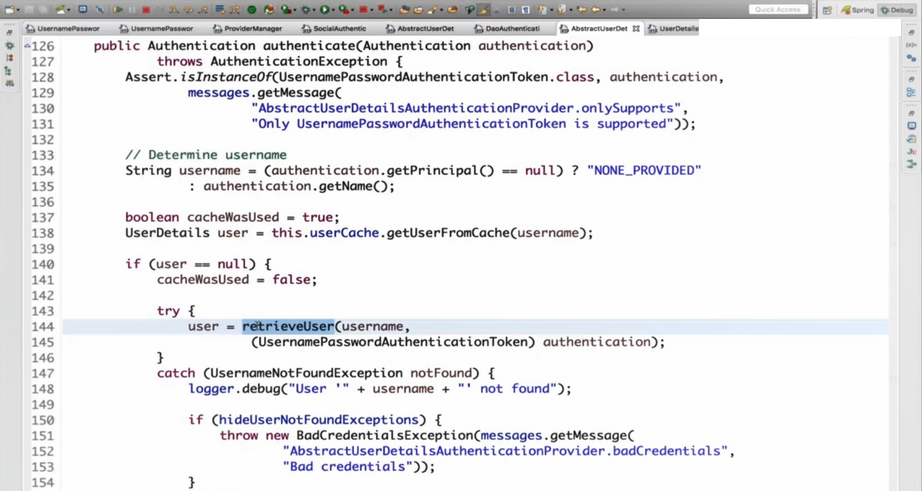 Quick Access
Spring
Debug
UsernamePasswor
UsernamePasswor
ProviderManager
SocialAuthentic
AbstractUserDet
DaoAuthenticati
AbstractUserDet
UserDetails
126 public Authentication authenticate(Authentication authentication)
127 throws AuthenticationException {
128 Assert.isInstanceOf(UsernamePasswordAuthenticationToken.class, authentication,
129 messages.getMessage(
130 "AbstractUserDetailsAuthenticationProvider.onlySupports",
131 "Only UsernamePasswordAuthenticationToken is supported"));
132
133 // Determine username
134 String username = (authentication.getPrincipal() == null) ? "NONE_PROVIDED"
135 : authentication.getName();
136
137 boolean cacheWasUsed = true;
138 UserDetails user = this.userCache.getUserFromCache(username);
139
140 if (user == null) {
141 cacheWasUsed = false;
142
143 try {
144 user = retrieveUser(username,
145 (UsernamePasswordAuthenticationToken) authentication);
146 }
147 catch (UsernameNotFoundException notFound) {
148 logger.debug("User '" + username + "' not found");
149
150 if (hideUserNotFoundExceptions) {
151 throw new BadCredentialsException(messages.getMessage(
152 "AbstractUserDetailsAuthenticationProvider.badCredentials",
153 "Bad credentials"));
154 }